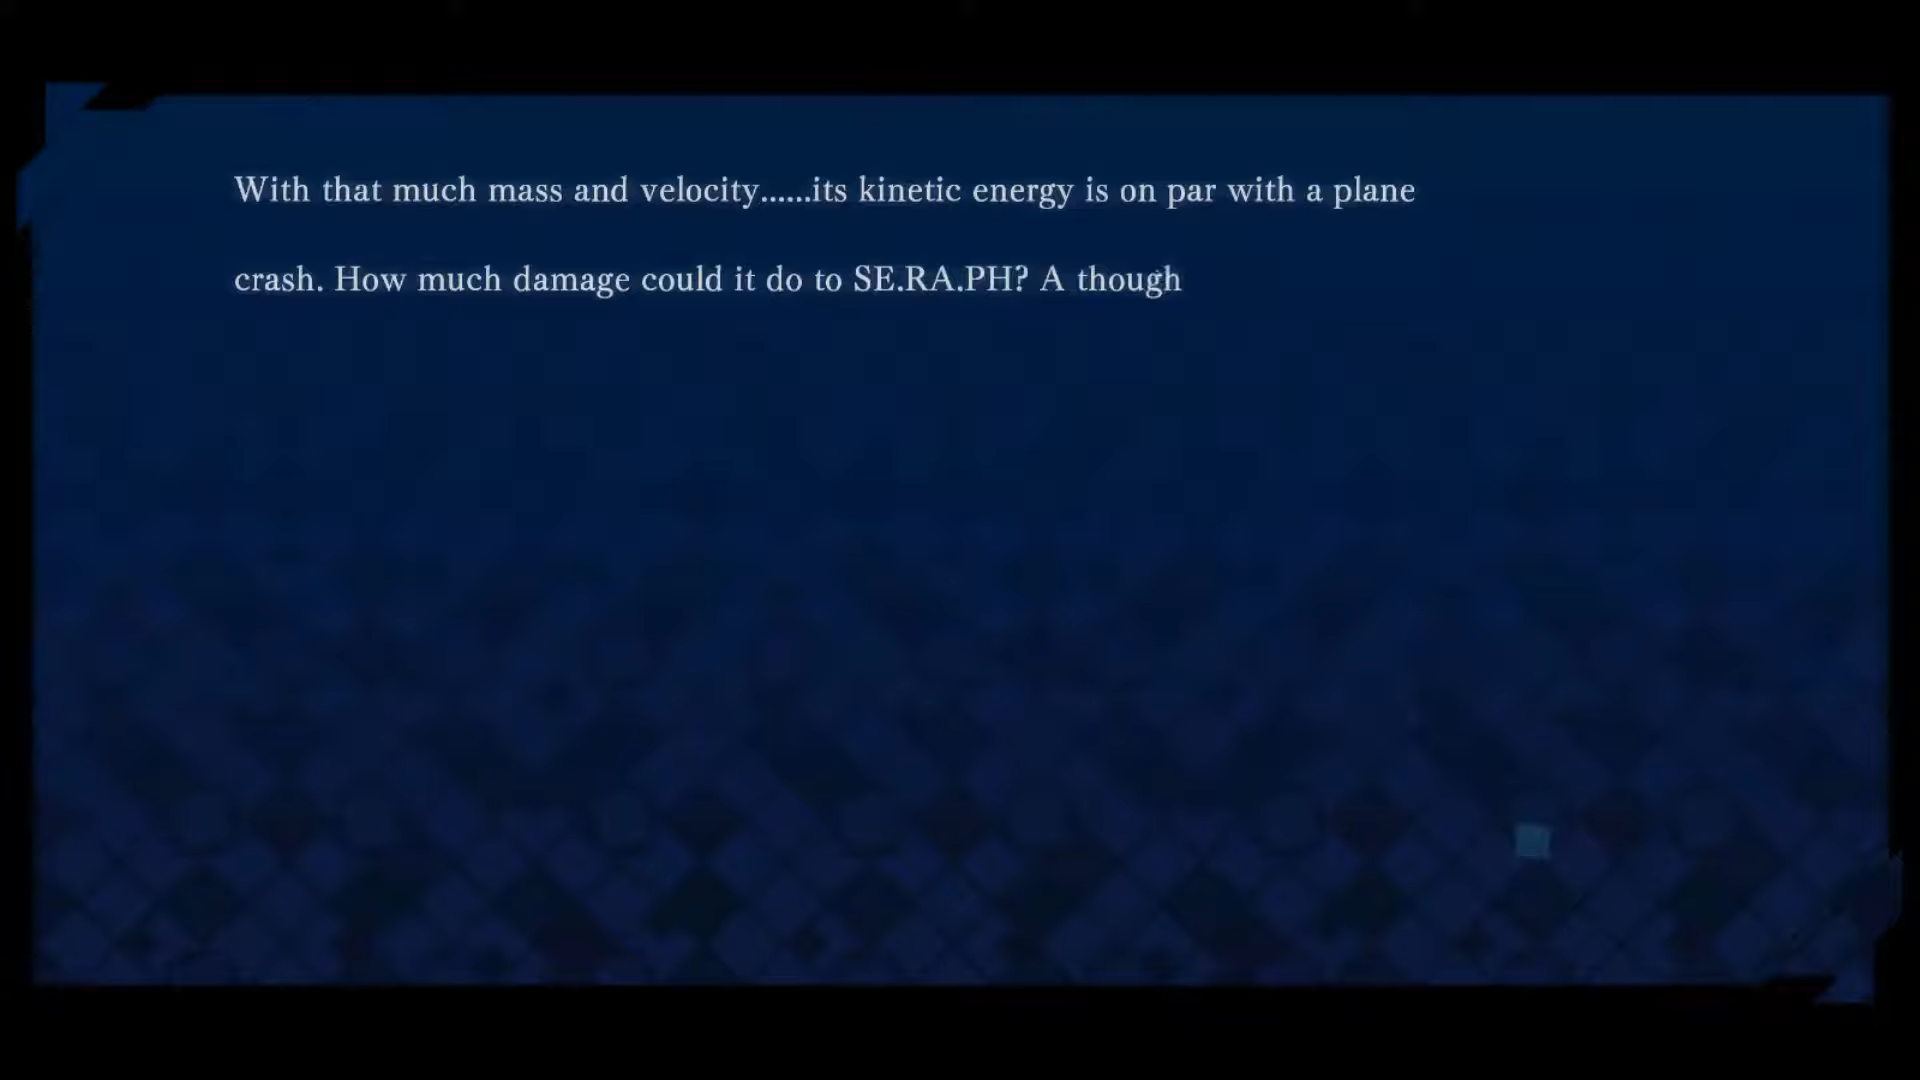 With that much mass and velocity......its kinetic energy is on par with a plane
crash. How much damage could it do to SE.RA.PH? A though